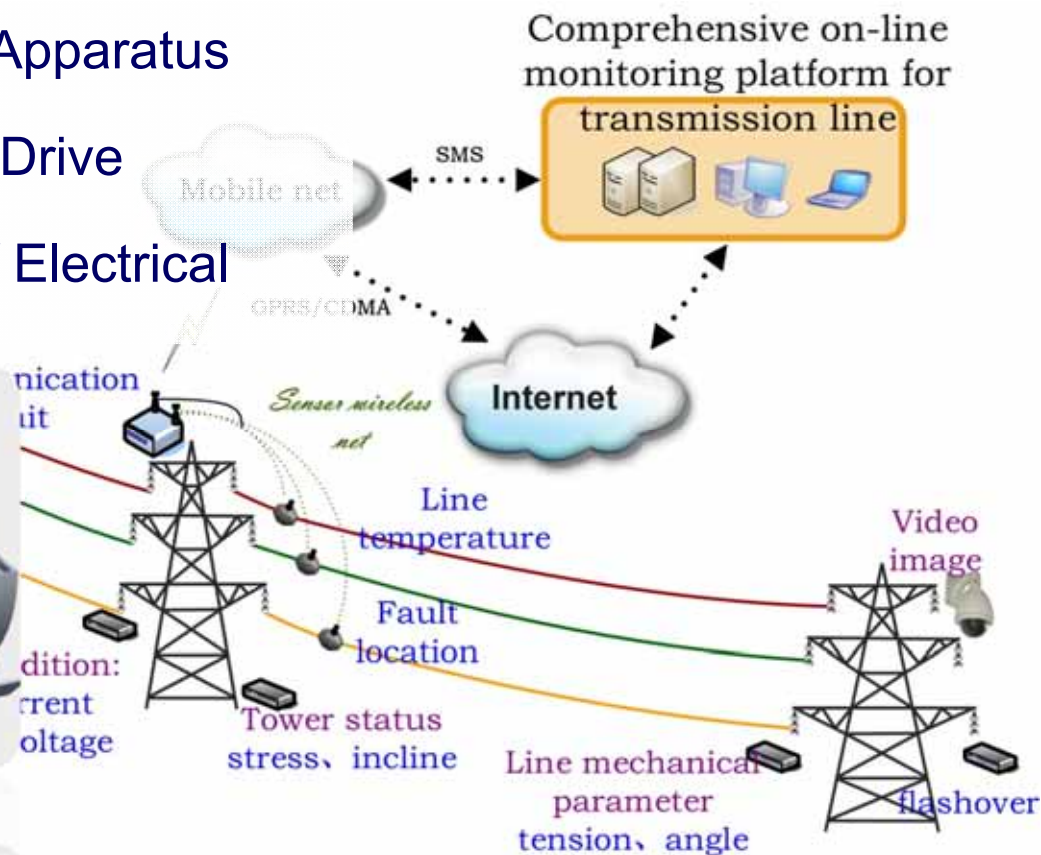 Apparatus
Drive
Electrical
Comprehensive on-line
monitoring platform for
transmission line
SMS
Mobile net
GPRS/CDMA
Internet
nication
Sensor wireless
net
Line
temperature
Fault
location
Video
image
dition:
rrent
oltage
Tower status
stress、incline
Line mechanical
parameter
tension、angle
flashover